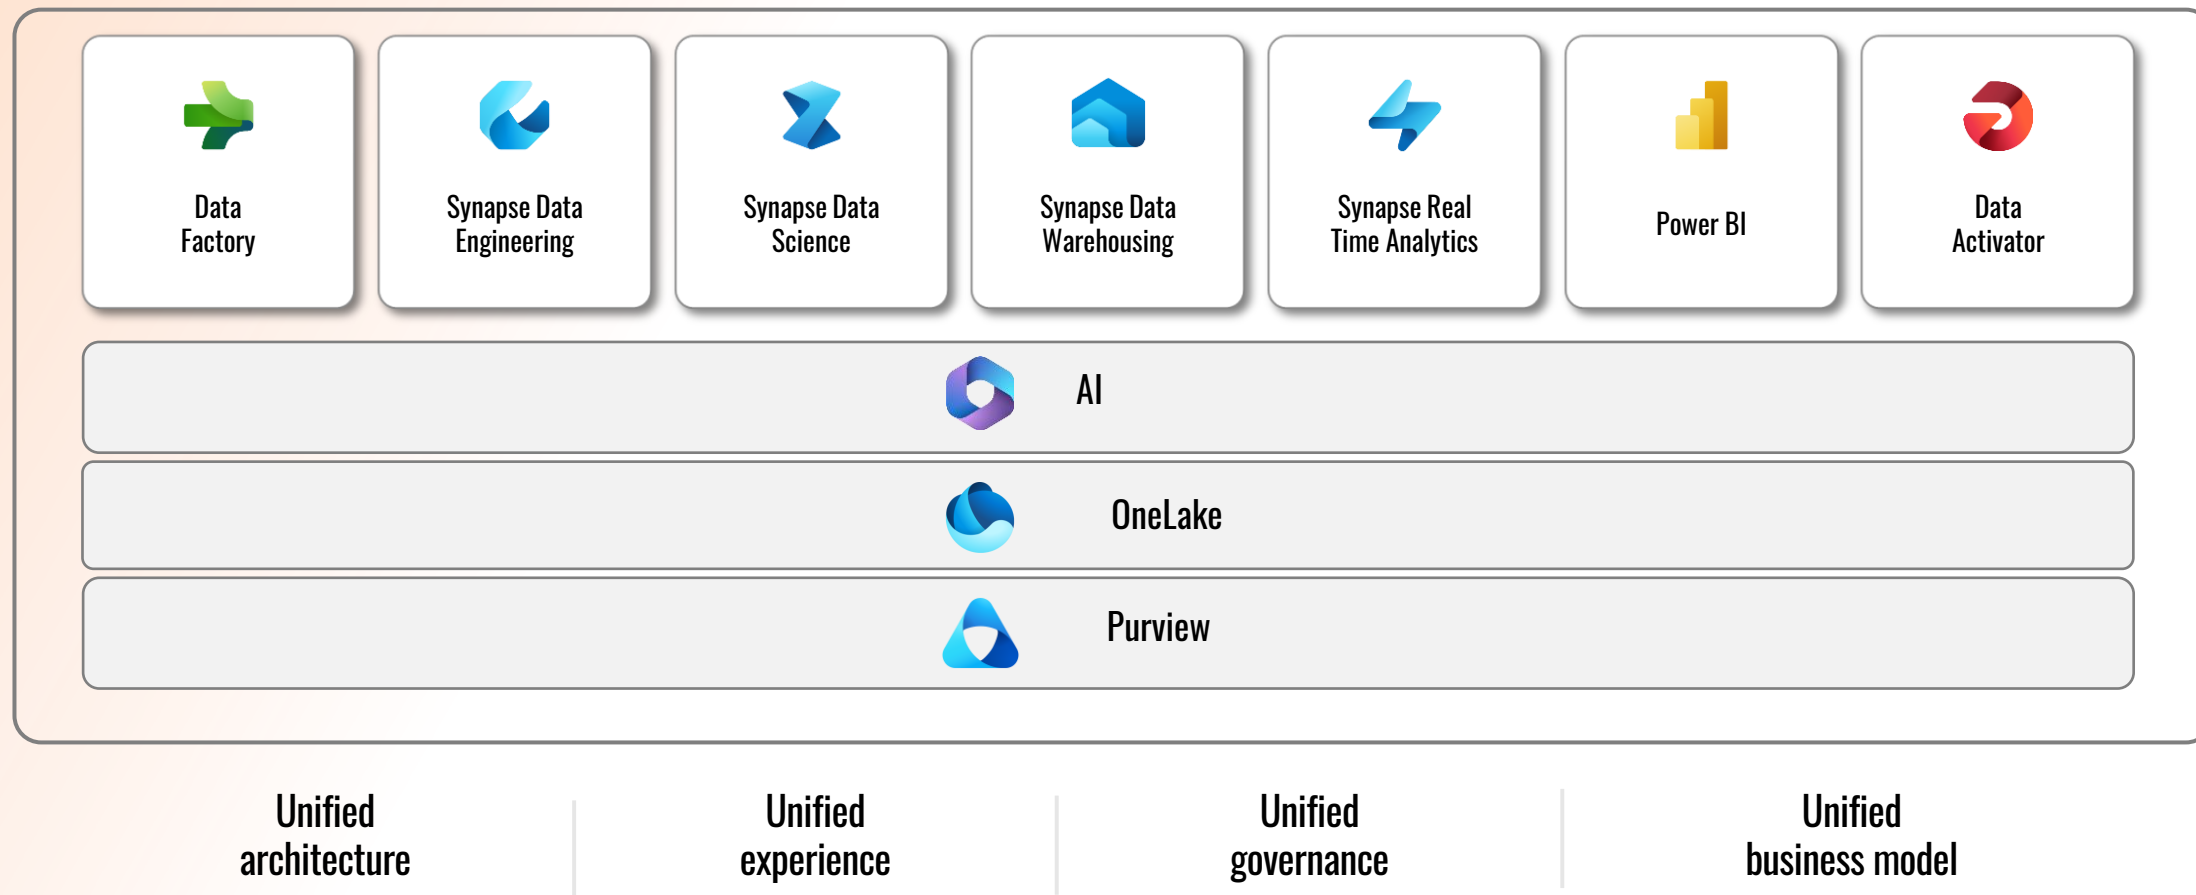 Data
Factory
Synapse Data
Engineering
Synapse Data
Science
Synapse Data
Warehousing
Synapse Real
Time Analytics
Power BI
Data
Activator
AI
OneLake
Purview
Unified
architecture
Unified
experience
Unified
governance
Unified
business model